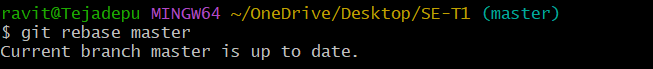 ravit@Tejadepu MINGW64 ~/OneDrive/Desktop/SE-T1 (master)
$ git rebase master
Current branch master is up to date.